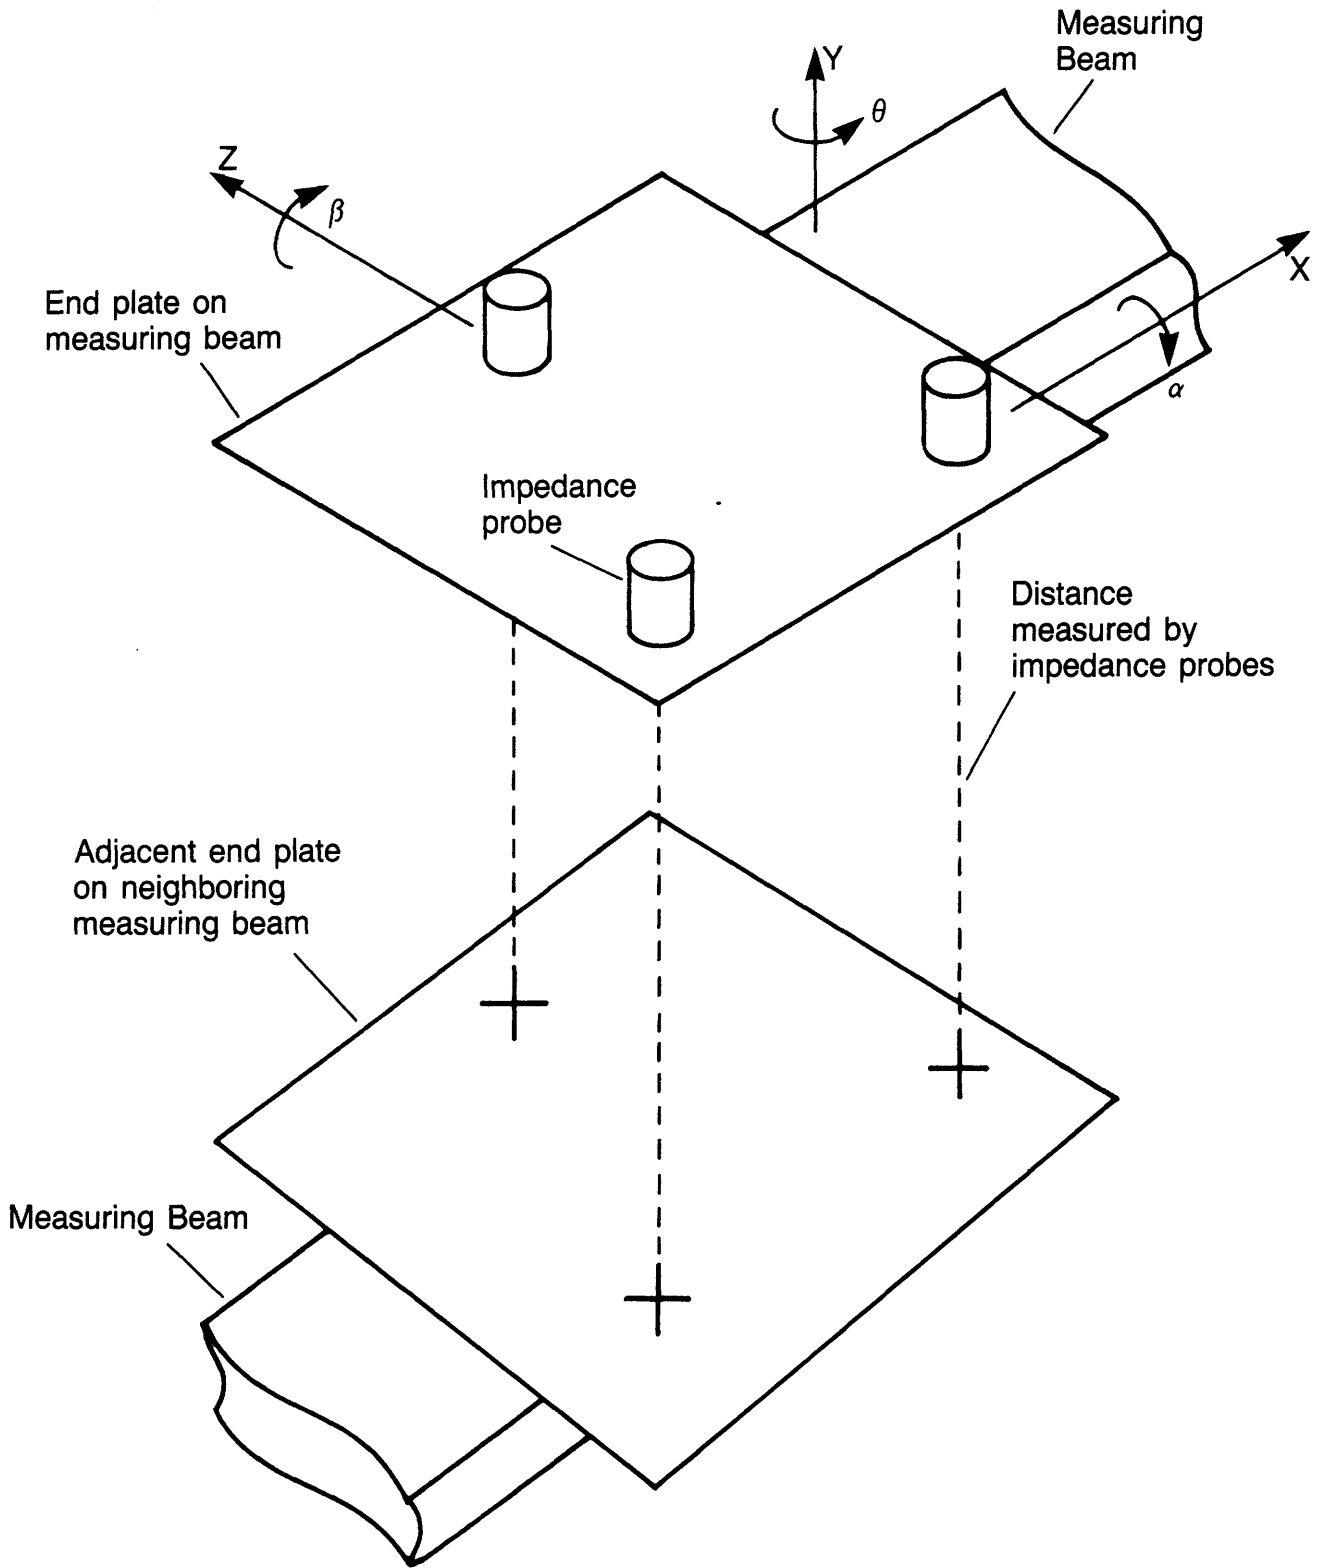 Measuring
Beam
Y
θ
Z
β
X
End plate on
measuring beam
α
Impedance
probe
Distance
measured by
impedance probes
Adjacent end plate
on neighboring
measuring beam
Measuring Beam